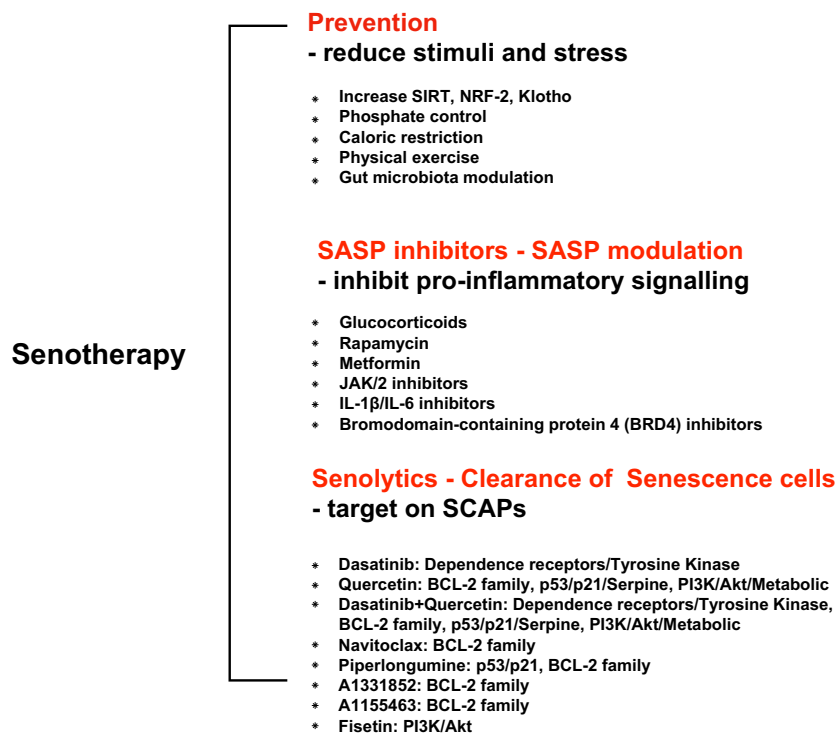 Prevention
- reduce stimuli and stress
* Increase SIRT, NRF-2, Klotho
* Phosphate control
* Caloric restriction
* Physical exercise
* Gut microbiota modulation
SASP inhibitors - SASP modulation
- inhibit pro-inflammatory signalling
* Glucocorticoids
* Rapamycin
* Metformin
* JAK/2 inhibitors
* IL-1β/IL-6 inhibitors
* Bromodomain-containing protein 4 (BRD4) inhibitors
Senotherapy
Senolytics - Clearance of Senescence cells
- target on SCAPs
* Dasatinib: Dependence receptors/Tyrosine Kinase
* Quercetin: BCL-2 family, p53/p21/Serpine, PI3K/Akt/Metabolic
* Dasatinib+Quercetin: Dependence receptors/Tyrosine Kinase,
BCL-2 family, p53/p21/Serpine, PI3K/Akt/Metabolic
* Navitoclax: BCL-2 family
* Piperlongumine: p53/p21, BCL-2 family
* A1331852: BCL-2 family
* A1155463: BCL-2 family
* Fisetin: PI3K/Akt